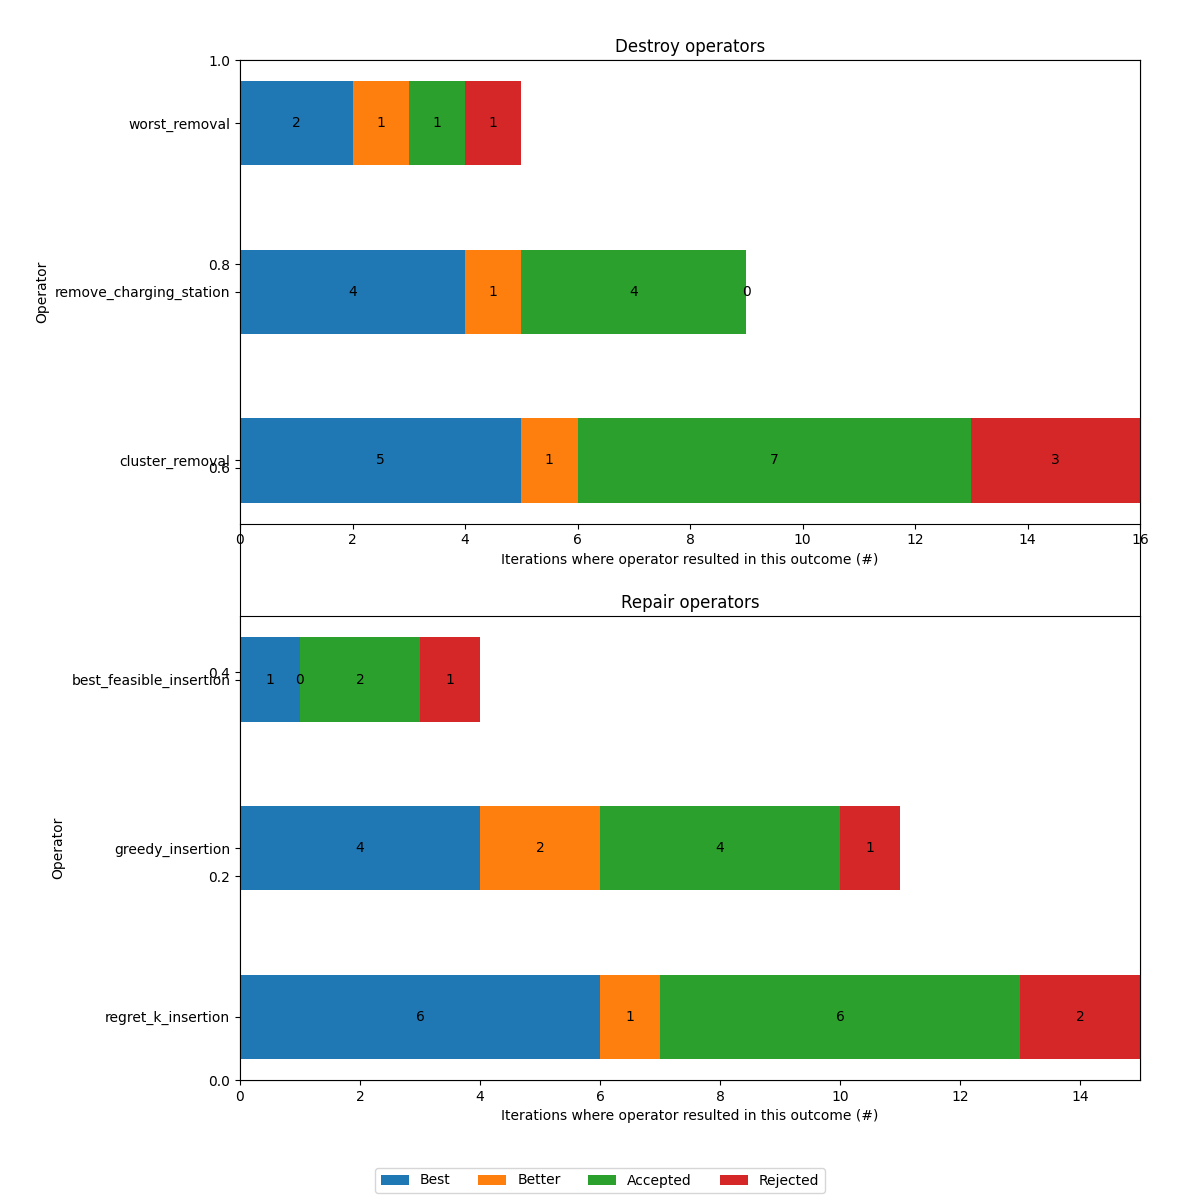 Destroy operators
1.0
worst_removal
2 1 1 1
0.8
Operator
remove_charging_station
4 1 4 0
cluster_removal
0.6
5 1 7 3
0 2 4 6 8 10 12 14 16
Iterations where operator resulted in this outcome (#)
Repair operators
0.4
best_feasible_insertion
1 0 2 1
Operator
greedy_insertion
4 2 4 1
0.2
regret_k_insertion
6 1 6 2
0.0
0 2 4 6 8 10 12 14
Iterations where operator resulted in this outcome (#)
Best Better Accepted Rejected